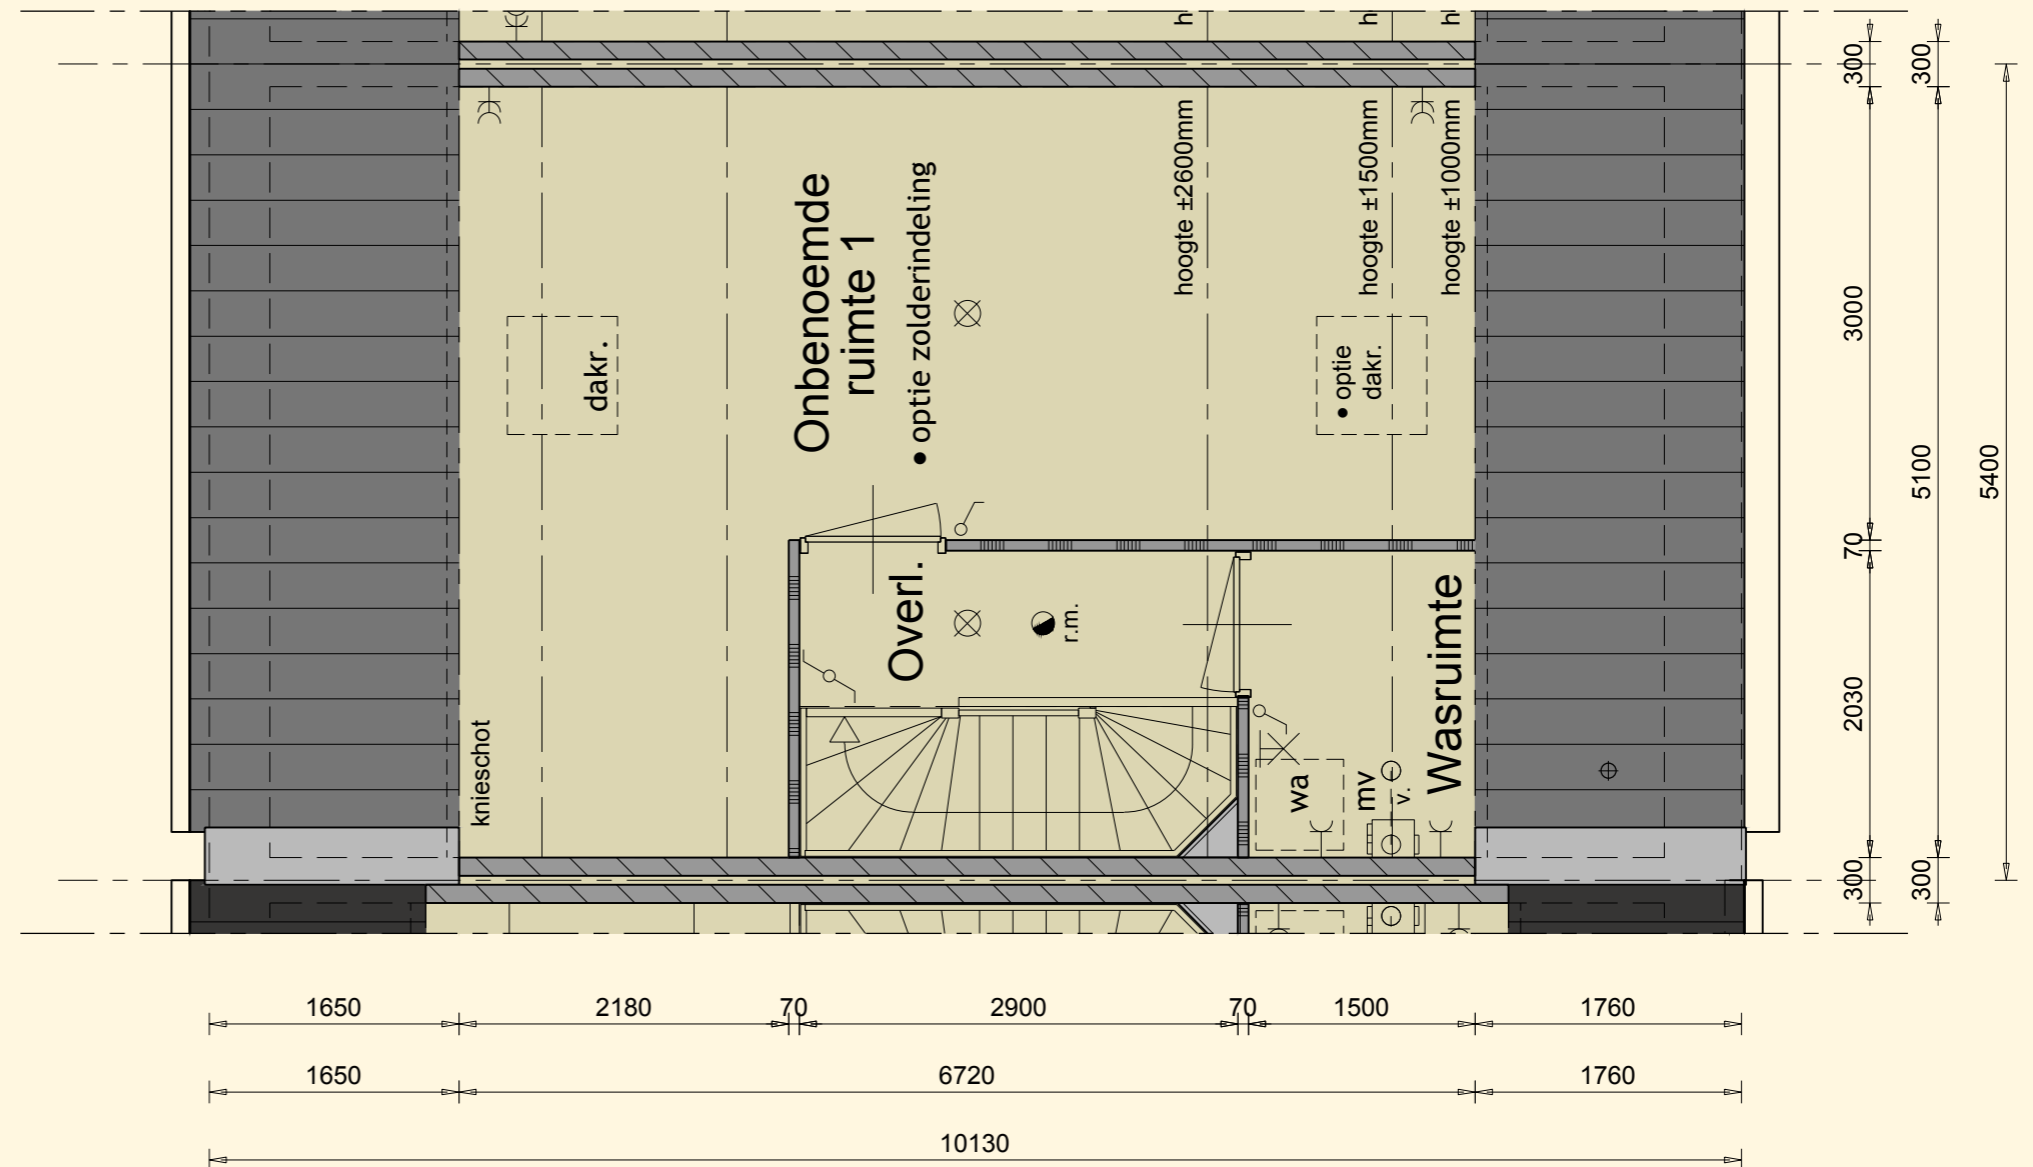 h
h
h
hoogte ±2600mm
hoogte ±1500mm
hoogte ±1000mm
Onbenoemde
ruimte 1
• optie zolderindeling
dakr.
• optie
dakr.
Overl.
r.m.
Wasruimte
wa
mv
v.
knieschot
300
300
3000
5100
5400
70
2030
300
300
1650
2180
70
2900
70
1500
1760
1650
6720
1760
10130